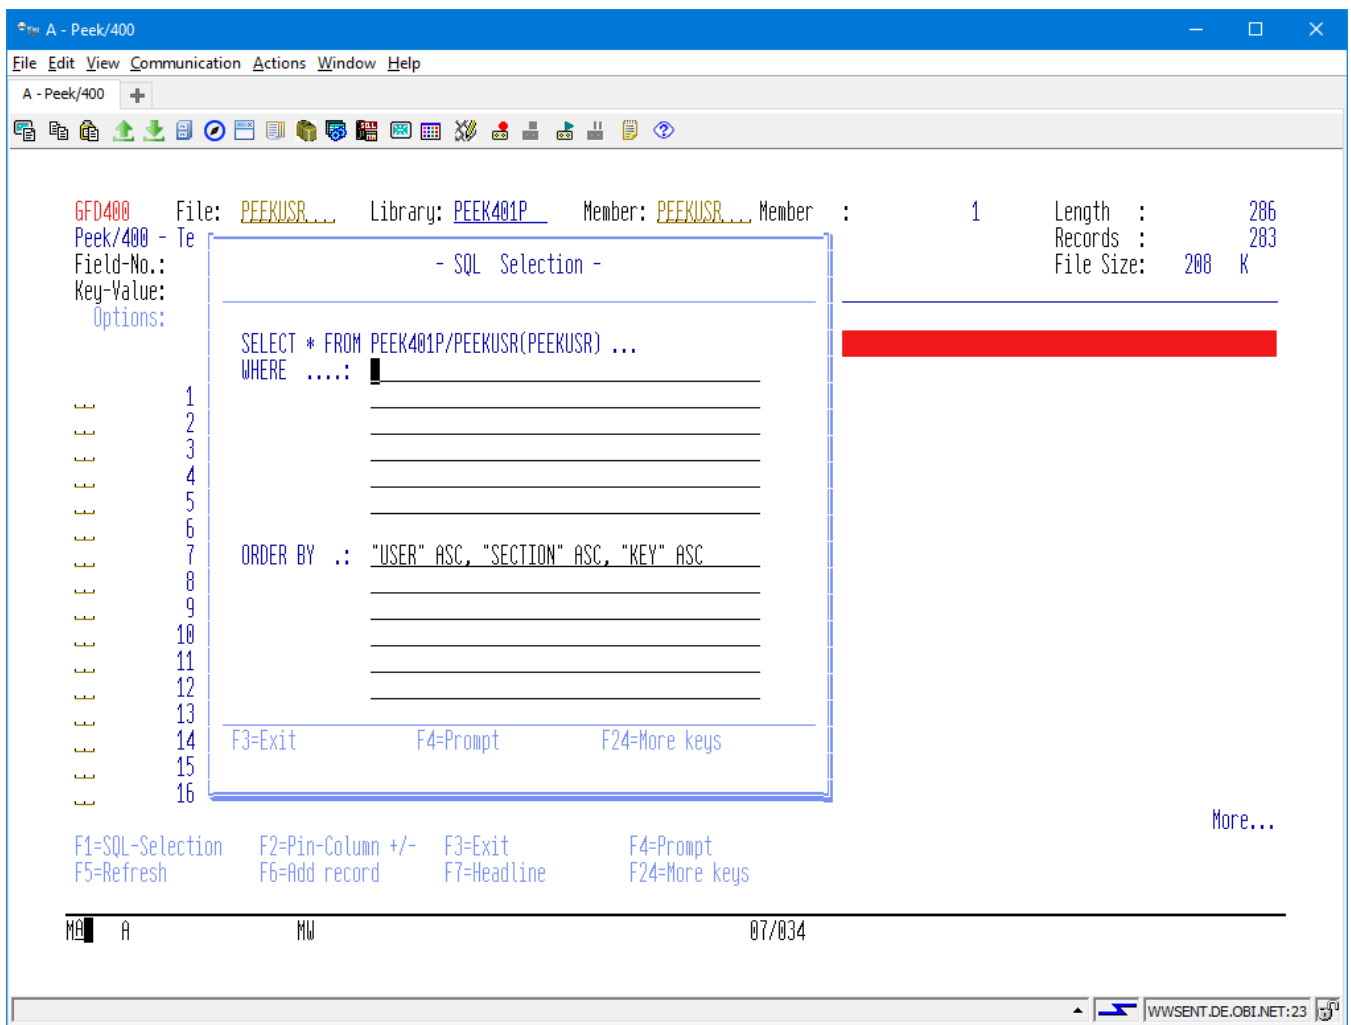 A - Peek/400
File Edit View Communication Actions Window Help
A - Peek/400
GFD400 File: PEEKUSR Library: PEEK401P Member: PEEKUSR Member : 1 Length : 286
Peek/400 - Te Records : 283
Field-No.: - SQL Selection - File Size: 208 K
Key-Value:
Options:
SELECT * FROM PEEK401P/PEEKUSR(PEEKUSR) ...
WHERE ....:
1
2
3
4
5
6
7 ORDER BY .: "USER" ASC, "SECTION" ASC, "KEY" ASC
8
9
10
11
12
13
14 F3=Exit F4=Prompt F24=More keys
15
16
More...
F1=SQL-Selection F2=Pin-Column +/- F3=Exit F4=Prompt
F5=Refresh F6=Add record F7=Headline F24=More keys
MA A MW 07/034
WWSENT.DE.OBI.NET:23